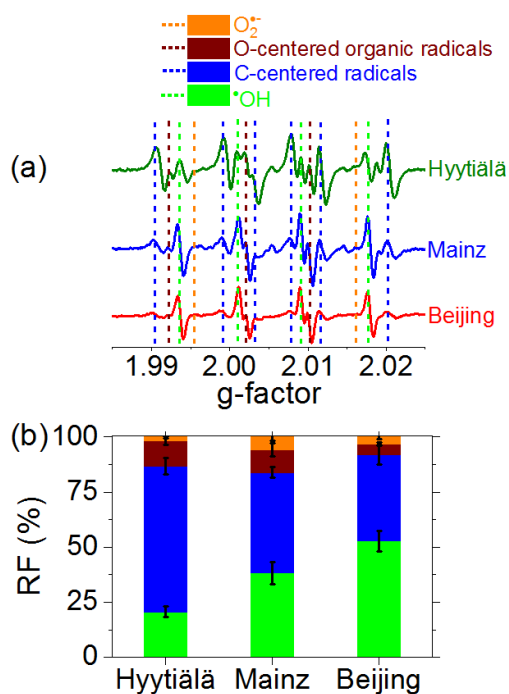 O₂•-
O-centered organic radicals
C-centered radicals
•OH
(a)
Hyytiälä
Mainz
Beijing
1.99 2.00 2.01 2.02
g-factor
(b)
100
75
50
25
0
RF (%)
Hyytiälä Mainz Beijing